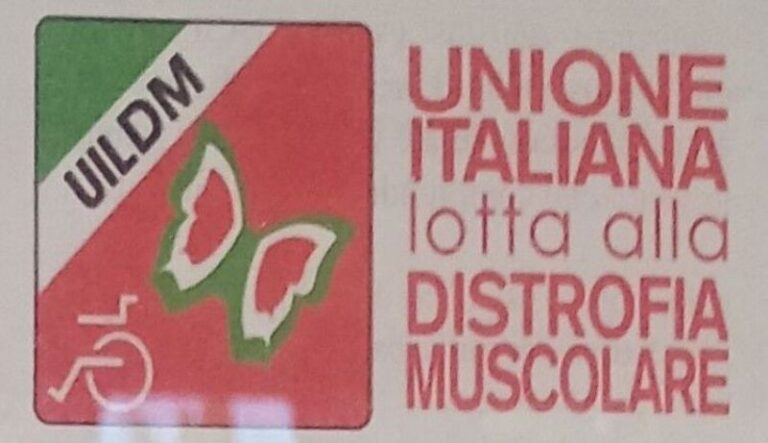 UILDM
UNIONE
ITALIANA
lotta alla
DISTROFIA
MUSCOLARE